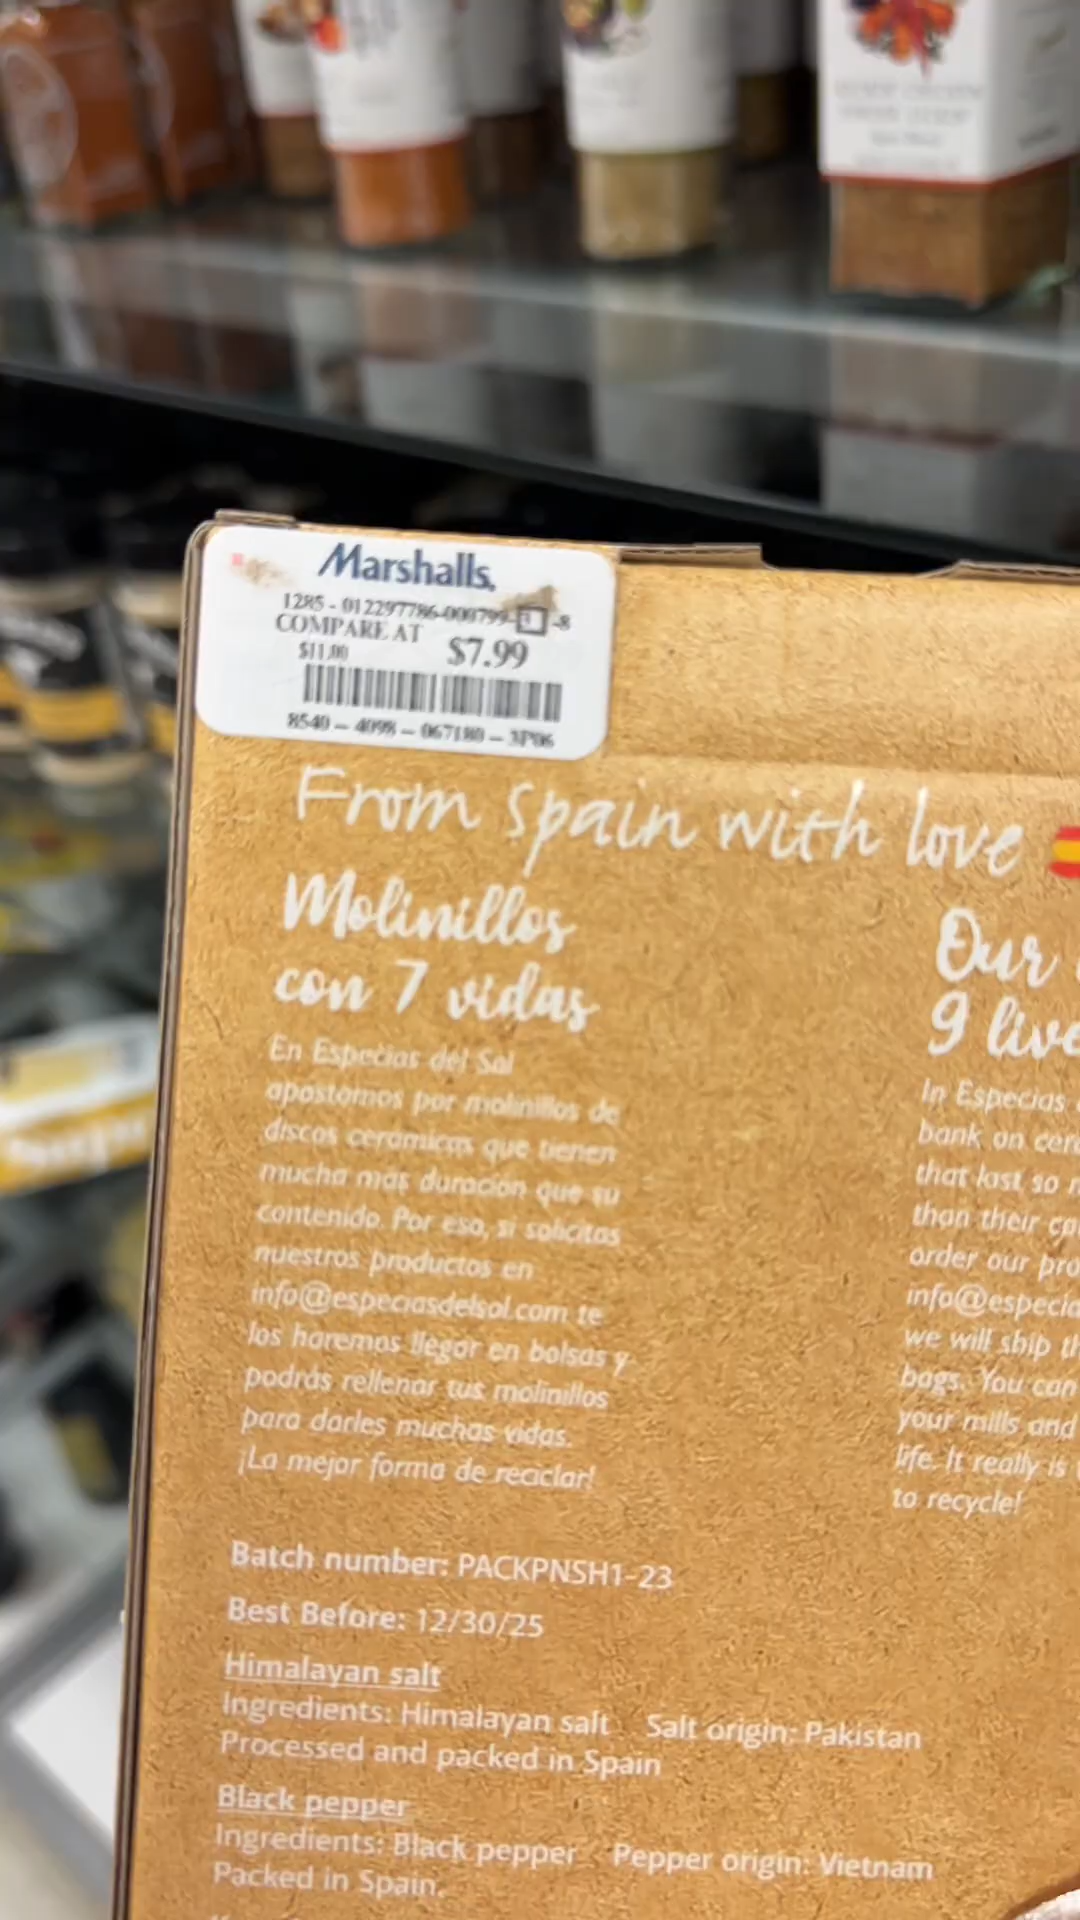 Marshalls
1285 - 012297786-000799-1 -8
COMPARE AT
$11.00
$7.99
8540 - 4098 - 067180 - 3P06
From Spain with love
Molinillos
con 7 vidas
En Especias del Sol
apostamos por molinillos de
discos ceramicos que tienen
mucha mas duracion que su
contenido. Por eso, si solicitas
nuestros productos en
info@especiasdelsol.com te
los haremos llegar en bolsas y
podrás rellenar tus molinillos
para darles muchas vidas.
¡La mejor forma de reciclar!
Our
9 live
In Especias
bank on cer
that last so
than their
order our pro
info@especia
we will ship th
bags. You can
your mills and
life. It really is
to recycle!
Batch number: PACKPNSH1-23
Best Before: 12/30/25
Himalayan salt
Ingredients: Himalayan salt Salt origin: Pakistan
Processed and packed in Spain
Black pepper
Ingredients: Black pepper Pepper origin: Vietnam
Packed in Spain.